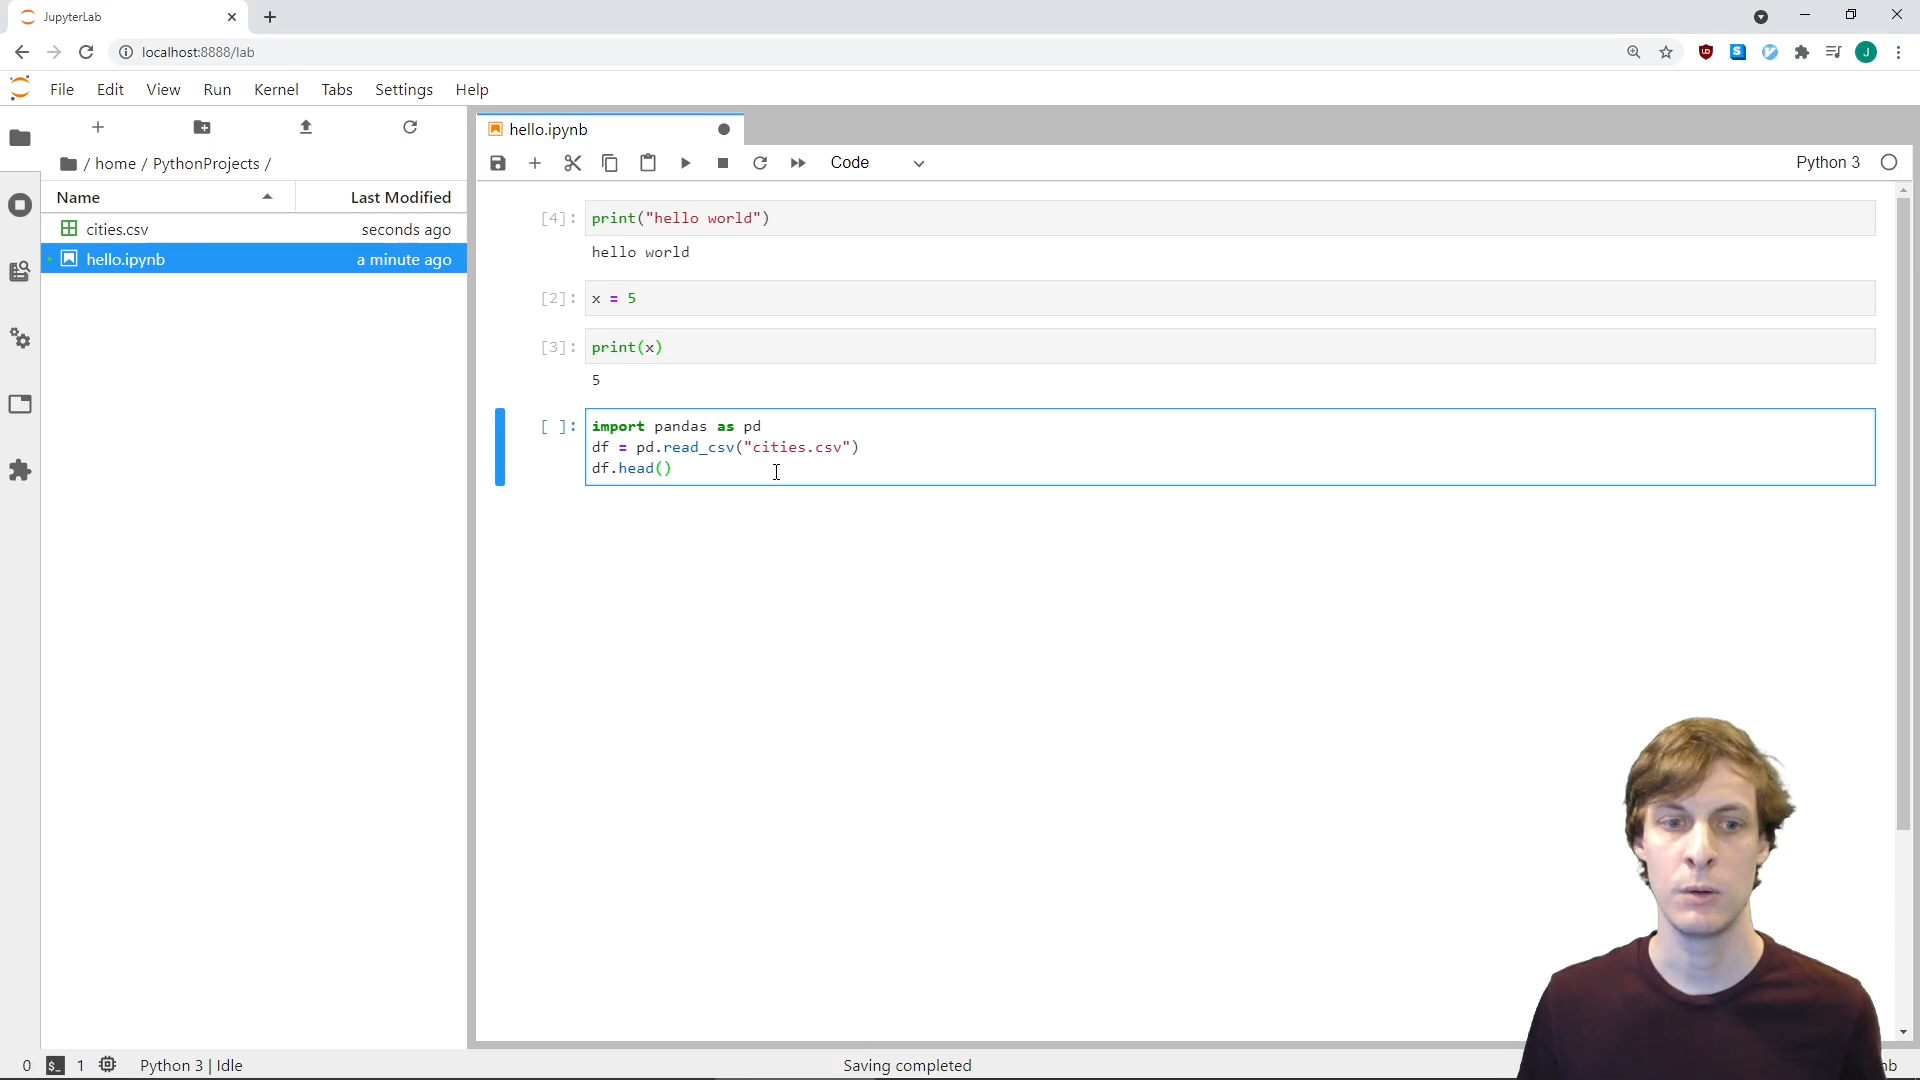 JupyterLab
localhost:8888/lab
J
File Edit View Run Kernel Tabs Settings Help
/ home / PythonProjects /
Name Last Modified
cities.csv seconds ago
hello.ipynb a minute ago
hello.ipynb
Code
Python 3
[4]: print("hello world")
hello world
[2]: x = 5
[3]: print(x)
5
[ ]: import pandas as pd
df = pd.read_csv("cities.csv")
df.head()
0 $_ 1 Python 3 | Idle
Saving completed